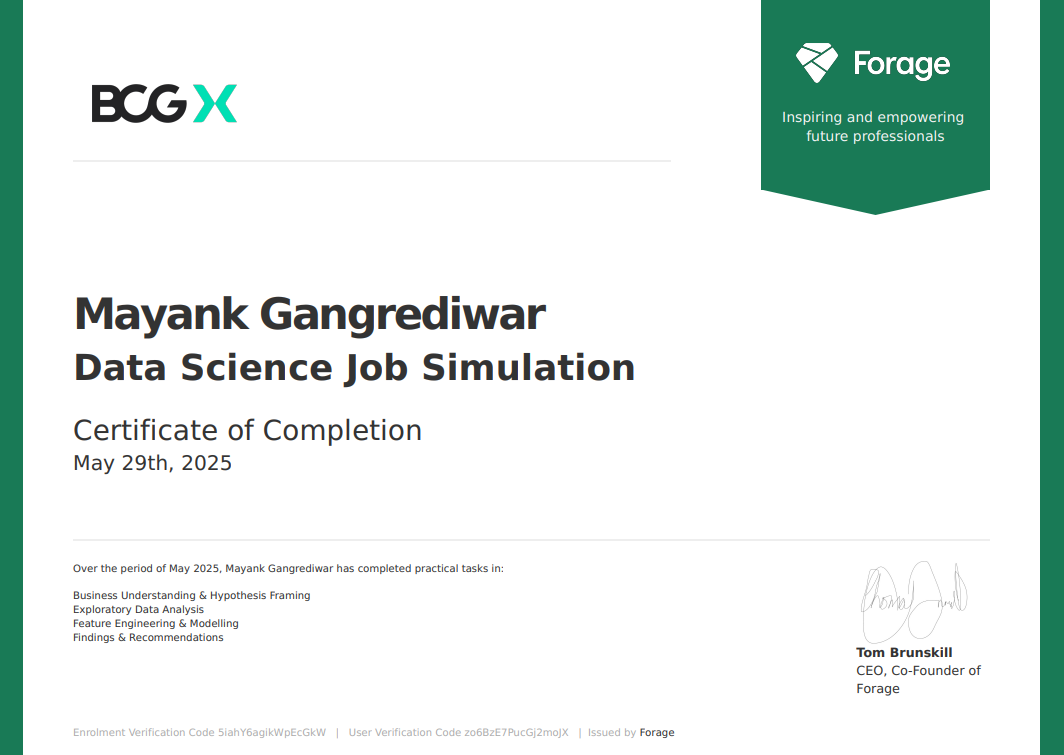 BCG X
Forage
Inspiring and empowering
future professionals
Mayank Gangrediwar
Data Science Job Simulation
Certificate of Completion
May 29th, 2025
Over the period of May 2025, Mayank Gangrediwar has completed practical tasks in:
Business Understanding & Hypothesis Framing
Exploratory Data Analysis
Feature Engineering & Modelling
Findings & Recommendations
Tom Brunskill
CEO, Co-Founder of
Forage
Enrolment Verification Code 5iahY6agikWpEcGkW | User Verification Code zo6BzE7PucGj2moJX | Issued by Forage